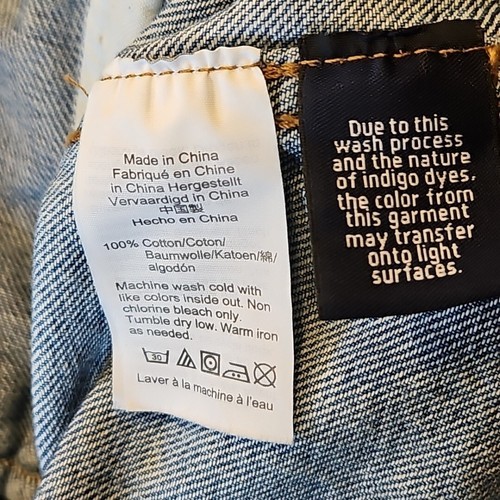 Made in China
Fabriqué en Chine
in China Hergestellt
Vervaardigd in China
中国製
Hecho en China
100% Cotton/Coton/
Baumwolle/Katoen/綿/
algodón
Machine wash cold with
like colors inside out. Non
chlorine bleach only.
Tumble dry low. Warm iron
as needed.
30
Laver à la machine à l'eau
Due to this
wash process
and the nature
of indigo dyes,
the color from
this garment
may transfer
onto light
surfaces.